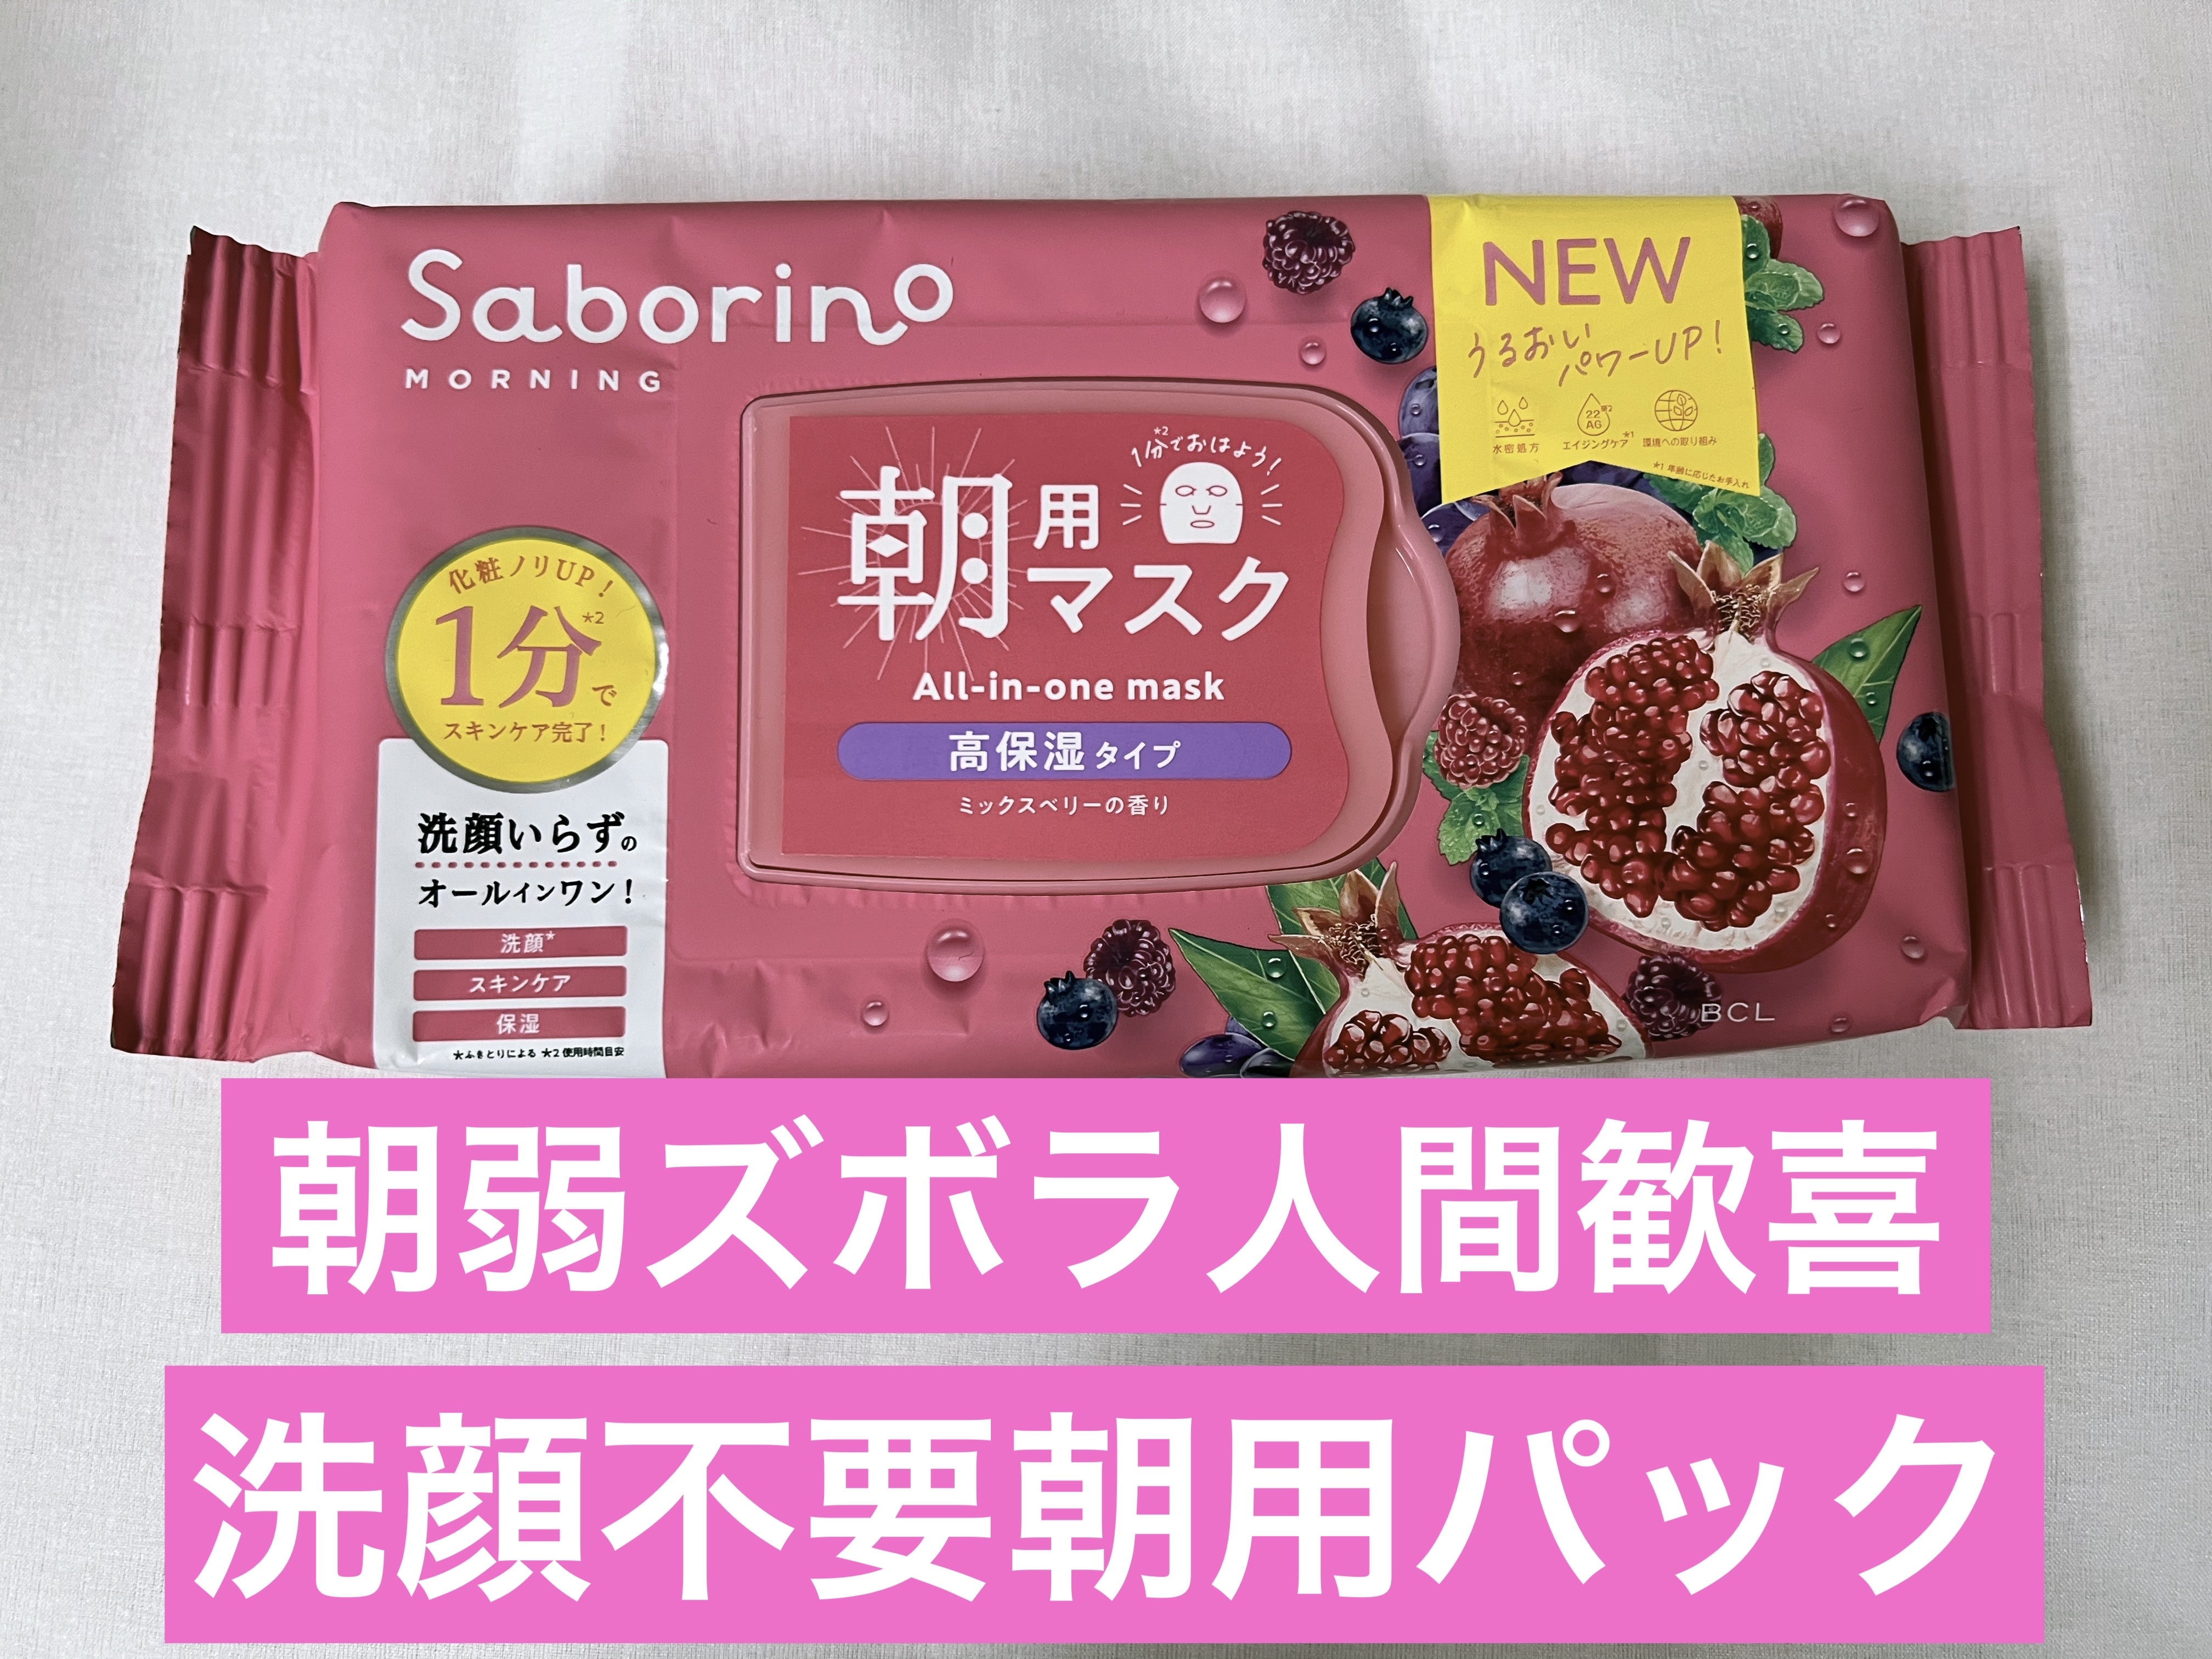 Saborino
MORNING
NEW
うるおい
パワーUP!
22
AG
※2
水密処方
エイジングケア*1
環境への取り組み
*1 年齢に応じたお手入れ
*2
1分でおはよう!
朝用
マスク
All-in-one mask
高保湿タイプ
ミックスベリーの香り
化粧ノリUP!
1分*2で
スキンケア完了!
洗顔いらずの
オールインワン!
洗顔*
スキンケア
保湿
*ふきとりによる *2 使用時間目安
BCL
朝弱ズボラ人間歓喜
洗顔不要朝用パック